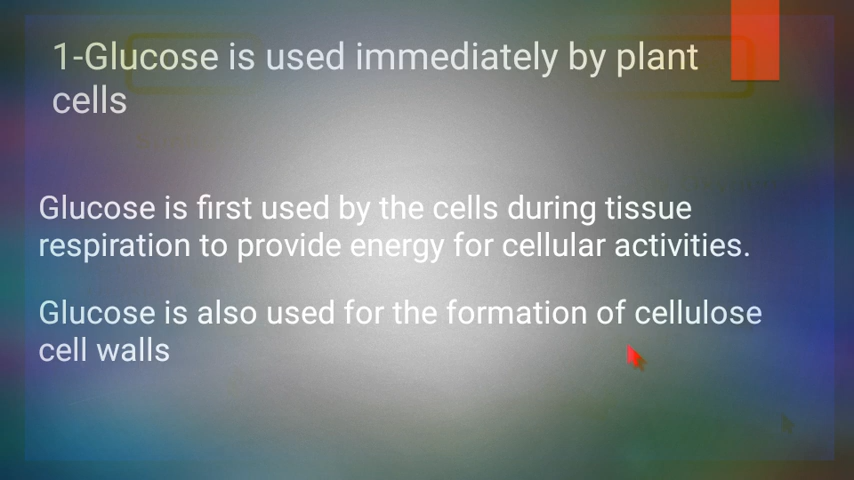 1-Glucose is used immediately by plant
cells
Glucose is first used by the cells during tissue
respiration to provide energy for cellular activities.
Glucose is also used for the formation of cellulose
cell walls